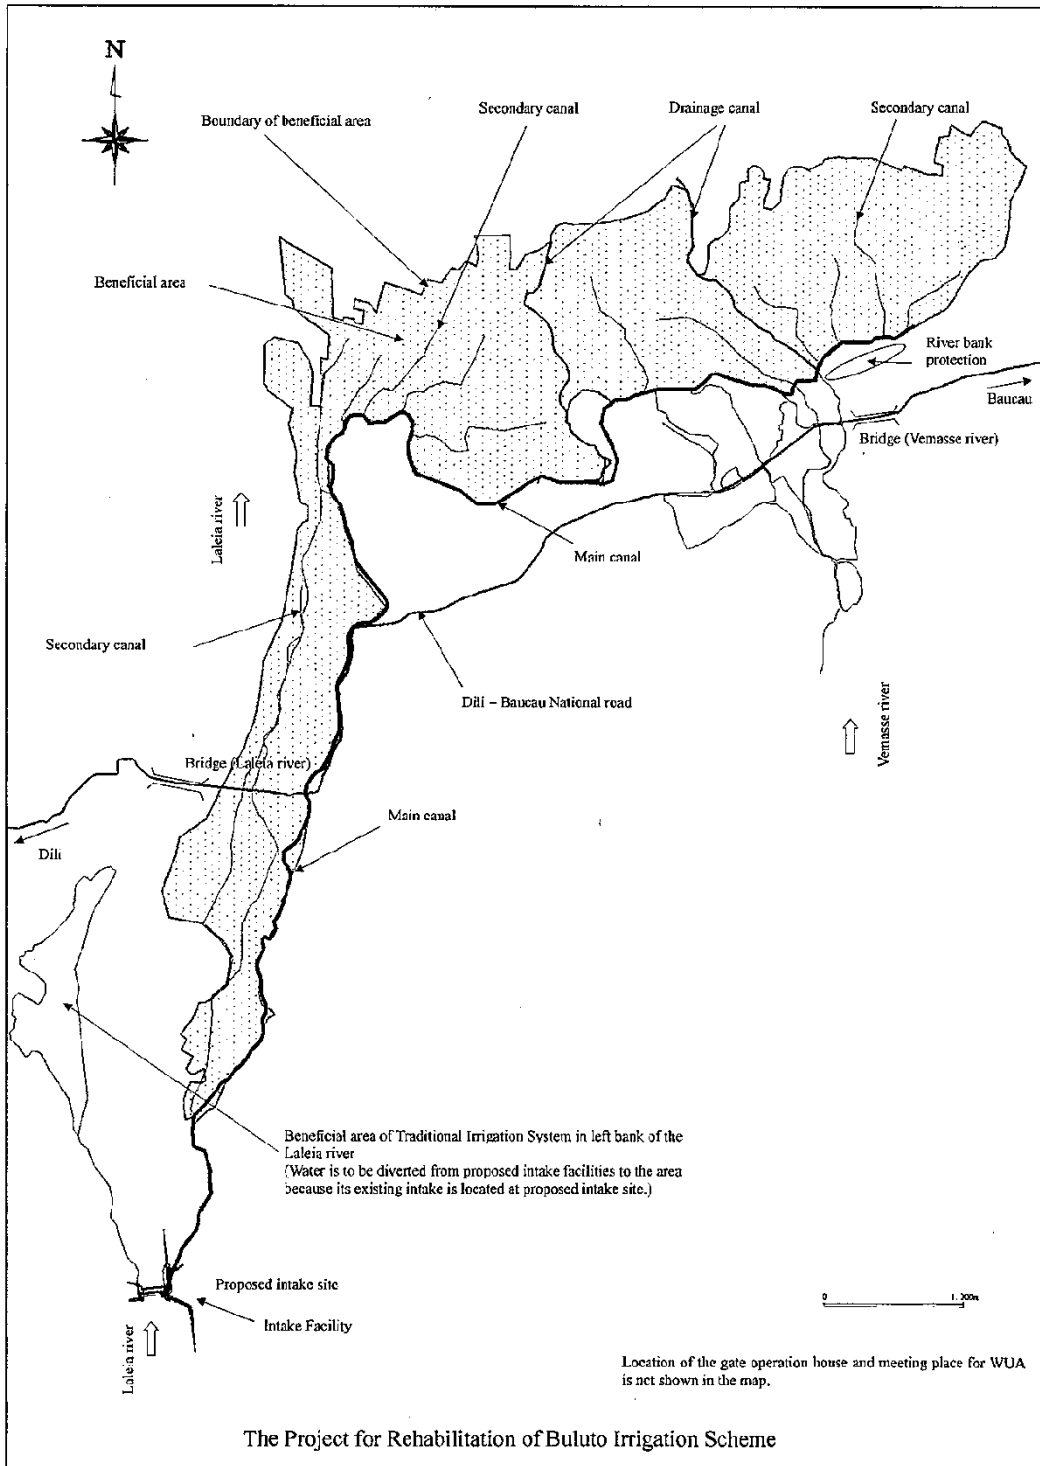 N
Secondary canal
Drainage canal
Secondary canal
Boundary of beneficial area
Beneficial area
River bank
protection
Baucau
Bridge (Vemasse river)
Laleia river
Main canal
Secondary canal
Dili – Baucau National road
Vemasse river
Bridge (Laleia river)
Main canal
Dili
Beneficial area of Traditional Irrigation System in left bank of the
Laleia river
(Water is to be diverted from proposed intake facilities to the area
because its existing intake is located at proposed intake site.)
Proposed intake site
Intake Facility
Laleia river
0 1,000m
Location of the gate operation house and meeting place for WUA
is not shown in the map.
The Project for Rehabilitation of Buluto Irrigation Scheme